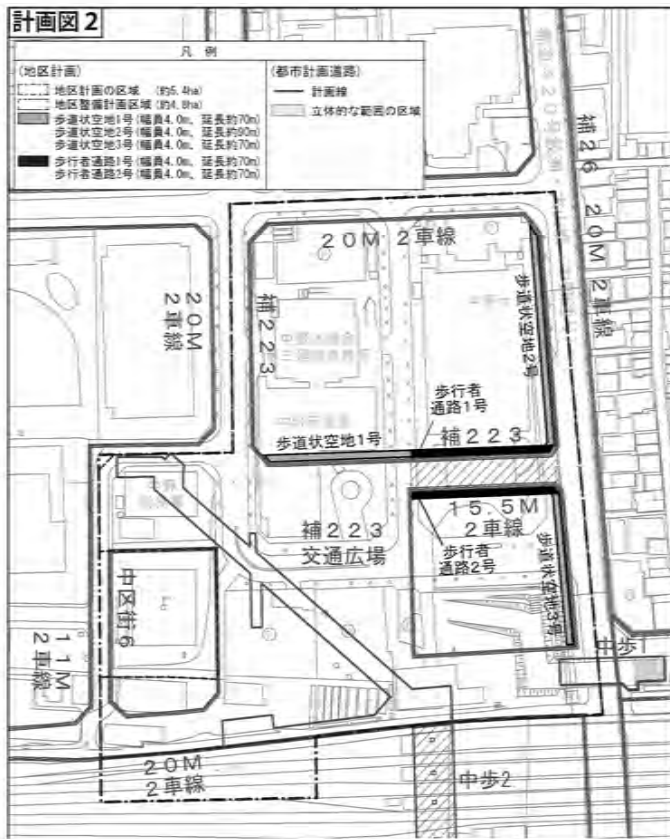 計画図2
凡例
(地区計画)
地区計画の区域 (約5.4ha)
地区整備計画区域 (約4.8ha)
歩道状空地1号(幅員4.0m、延長約70m)
歩道状空地2号(幅員4.0m、延長約90m)
歩道状空地3号(幅員4.0m、延長約70m)
歩行者通路1号(幅員4.0m、延長約70m)
歩行者通路2号(幅員4.0m、延長約70m)
(都市計画道路)
計画線
立体的な範囲の区域
補26 20M 2車線
20M 2車線
20M
2車線
補223
歩道状空地2号
歩行者
通路1号
歩道状空地1号
補223
15.5M
2車線
補223
交通広場
歩行者
通路2号
歩道状空地3号
中区街6
11M
2車線
中歩1
20M
2車線
中歩2